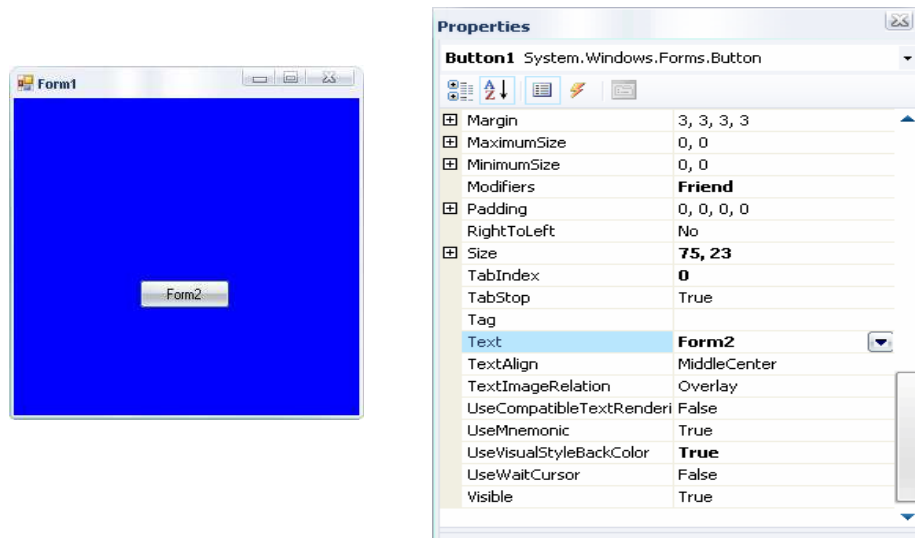 Form1
Form2
Properties
Button1 System.Windows.Forms.Button
Margin 3, 3, 3, 3
MaximumSize 0, 0
MinimumSize 0, 0
Modifiers Friend
Padding 0, 0, 0, 0
RightToLeft No
Size 75, 23
TabIndex 0
TabStop True
Tag
Text Form2
TextAlign MiddleCenter
TextImageRelation Overlay
UseCompatibleTextRenderi False
UseMnemonic True
UseVisualStyleBackColor True
UseWaitCursor False
Visible True